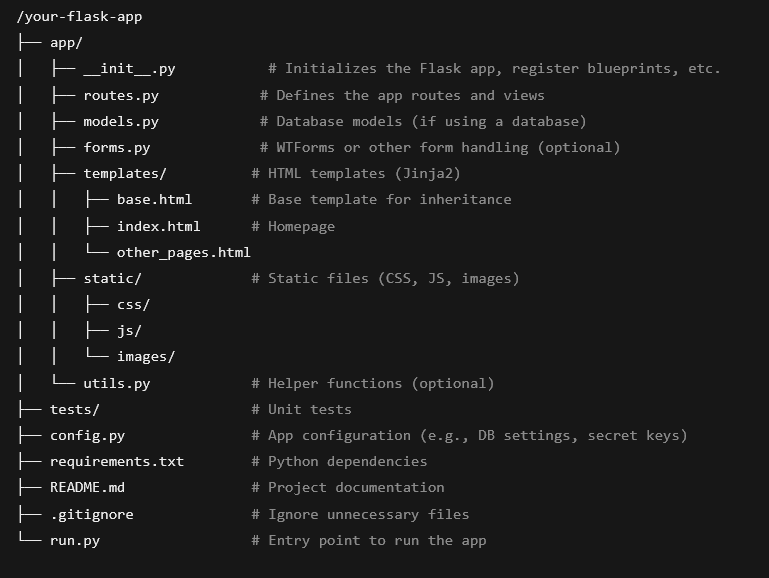 /your-flask-app
├── app/
│   ├── __init__.py           # Initializes the Flask app, register blueprints, etc.
│   ├── routes.py            # Defines the app routes and views
│   ├── models.py            # Database models (if using a database)
│   ├── forms.py             # WTForms or other form handling (optional)
│   ├── templates/          # HTML templates (Jinja2)
│   │   ├── base.html       # Base template for inheritance
│   │   ├── index.html      # Homepage
│   │   └── other_pages.html
│   ├── static/             # Static files (CSS, JS, images)
│   │   ├── css/
│   │   ├── js/
│   │   └── images/
│   └── utils.py            # Helper functions (optional)
├── tests/                  # Unit tests
├── config.py               # App configuration (e.g., DB settings, secret keys)
├── requirements.txt        # Python dependencies
├── README.md               # Project documentation
├── .gitignore              # Ignore unnecessary files
└── run.py                  # Entry point to run the app